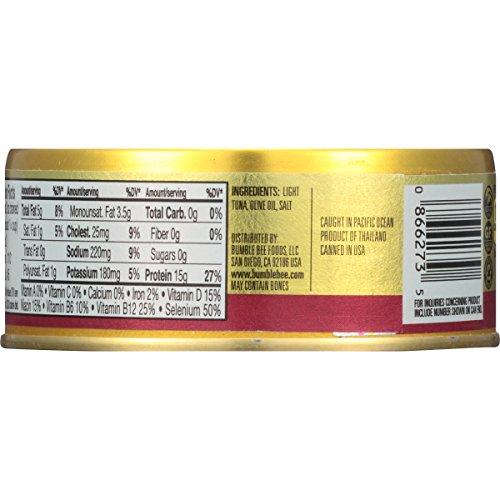 Facts
Amount/serving %DV* Amount/serving %DV* Amount/serving %DV*
Total Fat 5g 8% Monounsat. Fat 3.5g Total Carb. 0g 0%
Sat. Fat 1g 5% Cholest. 25mg 9% Fiber 0g 0%
Trans Fat 0g Sodium 220mg 9% Sugars 0g
Polyunsat. Fat 1g Potassium 180mg 5% Protein 15g 27%
Vitamin A 0% • Vitamin C 0% • Calcium 0% • Iron 2% • Vitamin D 15%
Niacin 15% • Vitamin B6 10% • Vitamin B12 25% • Selenium 50%
INGREDIENTS: LIGHT
TUNA, OLIVE OIL, SALT
DISTRIBUTED BY
BUMBLE BEE FOODS, LLC
SAN DIEGO, CA 92186 USA
www.bumblebee.com
MAY CONTAIN BONES
CAUGHT IN PACIFIC OCEAN
PRODUCT OF THAILAND
CANNED IN USA
0 866273 5
FOR INQUIRIES CONCERNING PRODUCT
INCLUDE NUMBER SHOWN ON CAN END.